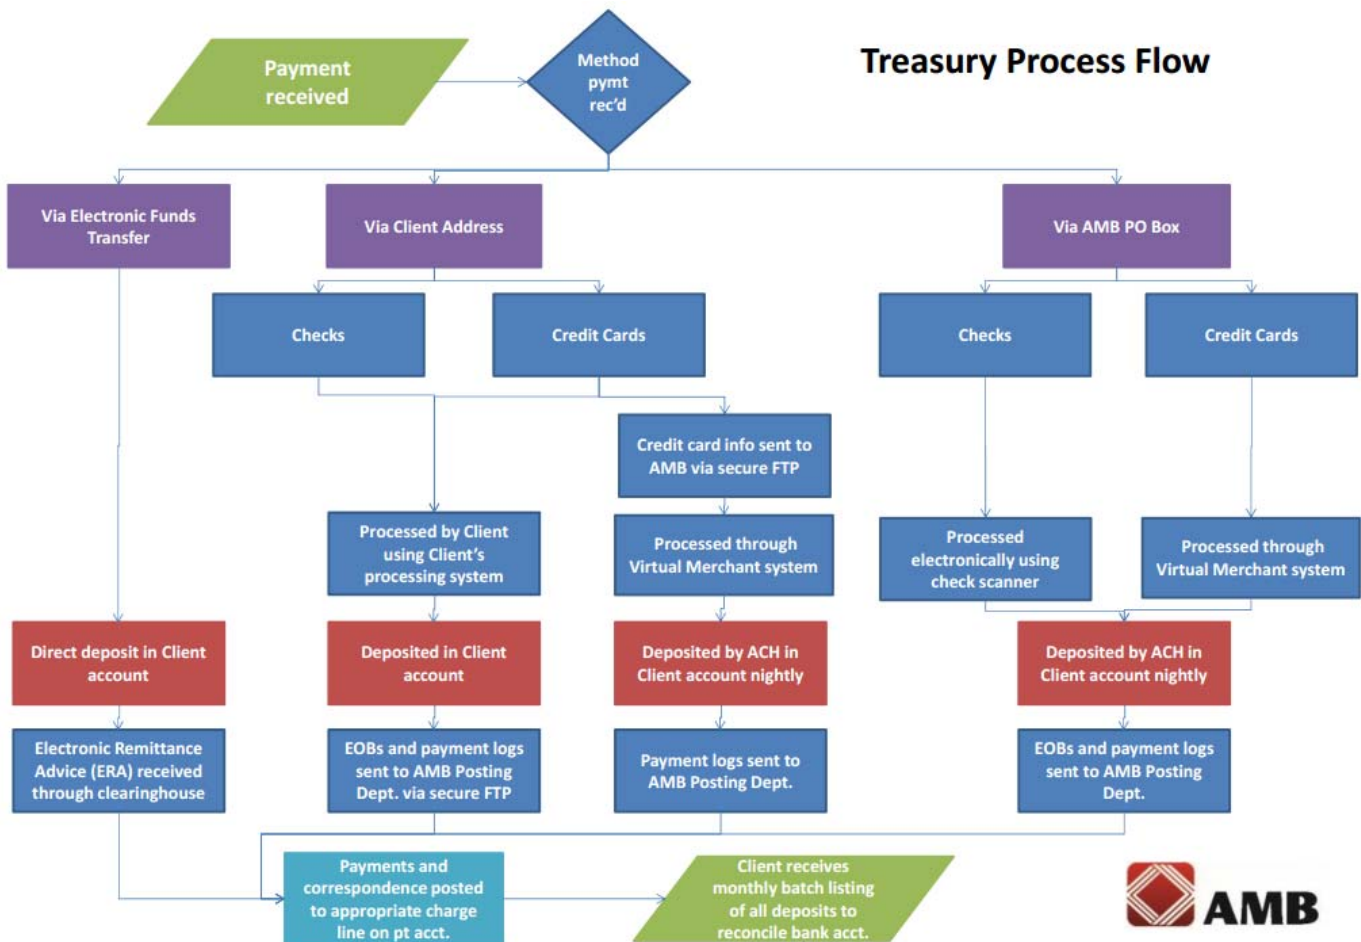 Treasury Process Flow
Payment
received
Method
pymt
rec'd
Via Electronic Funds
Transfer
Via Client Address
Via AMB PO Box
Checks
Credit Cards
Checks
Credit Cards
Credit card info sent to
AMB via secure FTP
Processed by Client
using Client's
processing system
Processed through
Virtual Merchant system
Processed
electronically using
check scanner
Processed through
Virtual Merchant system
Direct deposit in Client
account
Deposited in Client
account
Deposited by ACH in
Client account nightly
Deposited by ACH in
Client account nightly
Electronic Remittance
Advice (ERA) received
through clearinghouse
EOBs and payment logs
sent to AMB Posting
Dept. via secure FTP
Payment logs sent to
AMB Posting Dept.
EOBs and payment logs
sent to AMB Posting
Dept.
Payments and
correspondence posted
to appropriate charge
line on pt acct.
Client receives
monthly batch listing
of all deposits to
reconcile bank acct.
AMB